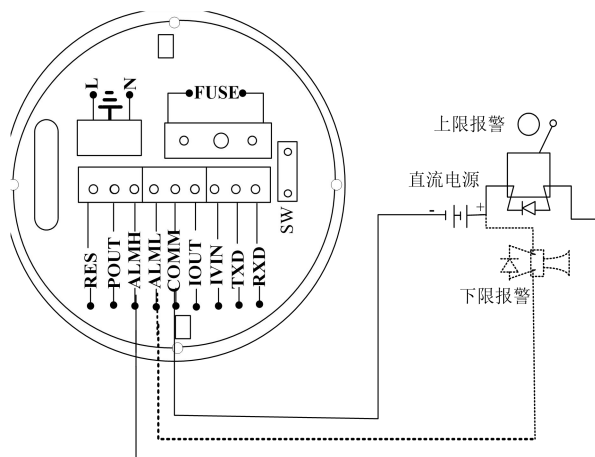 L
N
FUSE
上限报警
直流电源
- +
SW
RES
POUT
ALMH
ALML
COMM
IOUT
IVIN
TXD
RXD
下限报警